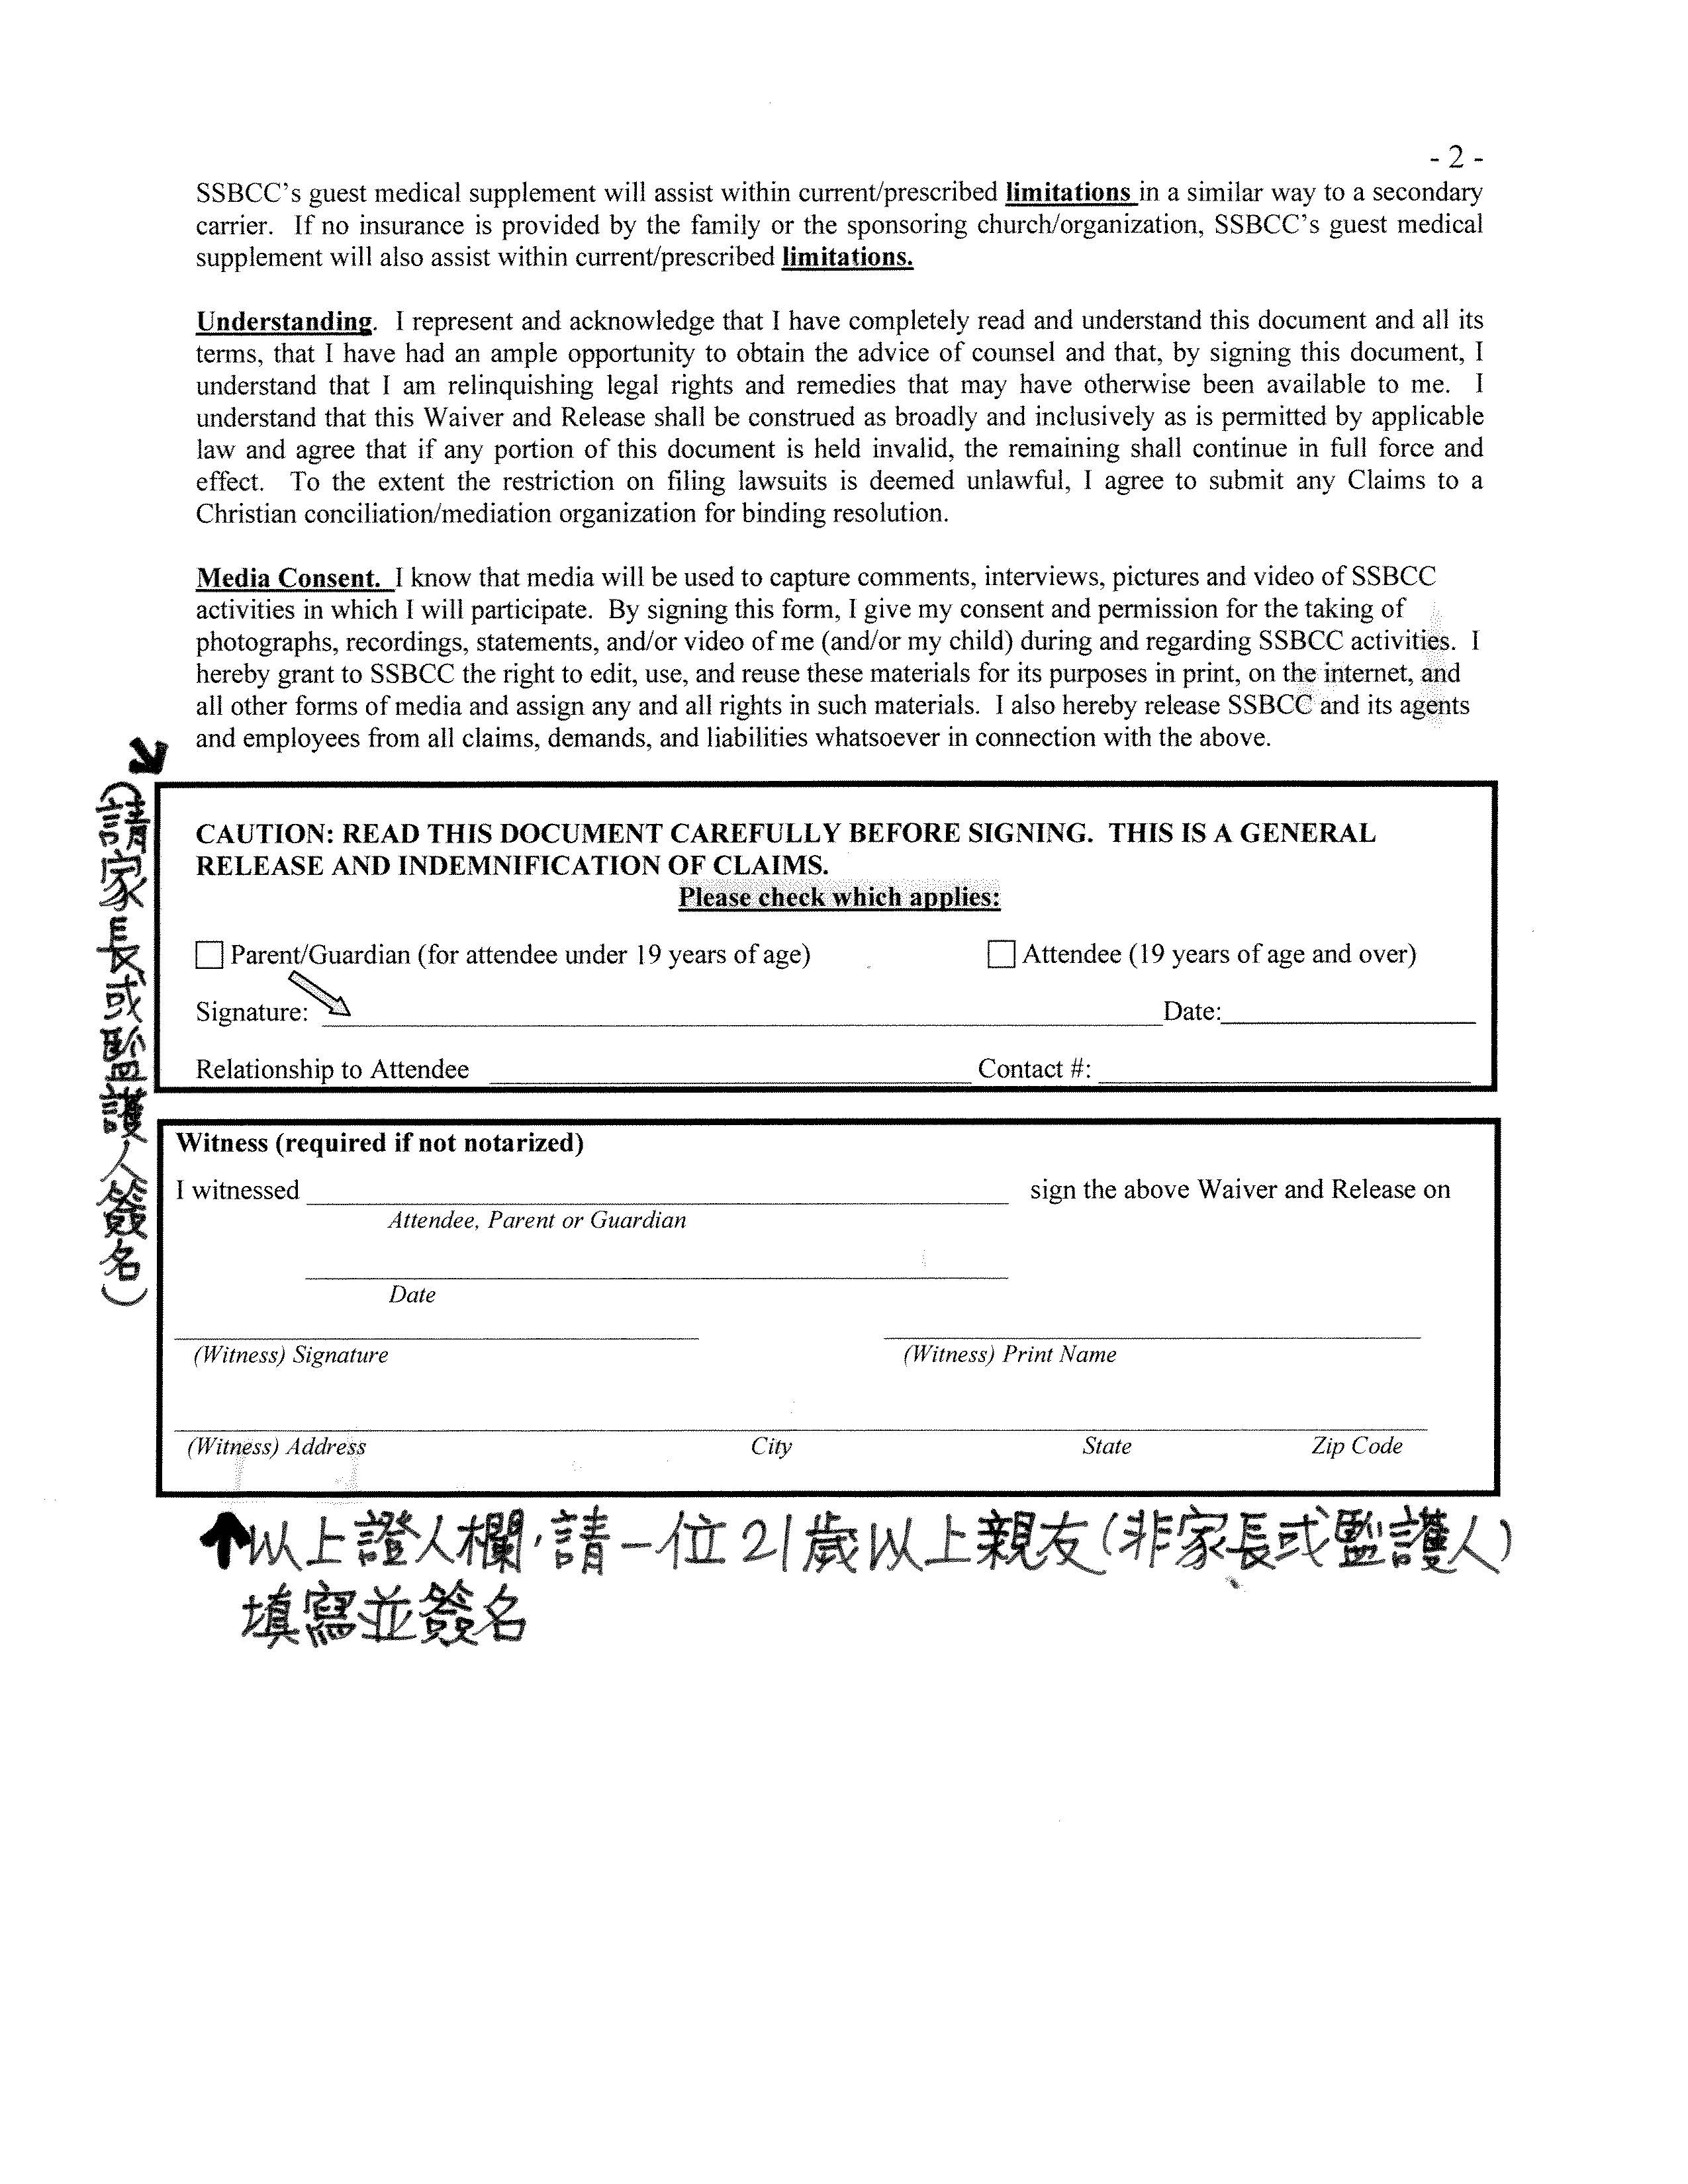 - 2 -
SSBCC's guest medical supplement will assist within current/prescribed limitations in a similar way to a secondary
carrier. If no insurance is provided by the family or the sponsoring church/organization, SSBCC's guest medical
supplement will also assist within current/prescribed limitations.
Understanding. I represent and acknowledge that I have completely read and understand this document and all its
terms, that I have had an ample opportunity to obtain the advice of counsel and that, by signing this document, I
understand that I am relinquishing legal rights and remedies that may have otherwise been available to me. I
understand that this Waiver and Release shall be construed as broadly and inclusively as is permitted by applicable
law and agree that if any portion of this document is held invalid, the remaining shall continue in full force and
effect. To the extent the restriction on filing lawsuits is deemed unlawful, I agree to submit any Claims to a
Christian conciliation/mediation organization for binding resolution.
Media Consent. I know that media will be used to capture comments, interviews, pictures and video of SSBCC
activities in which I will participate. By signing this form, I give my consent and permission for the taking of
photographs, recordings, statements, and/or video of me (and/or my child) during and regarding SSBCC activities. I
hereby grant to SSBCC the right to edit, use, and reuse these materials for its purposes in print, on the internet, and
all other forms of media and assign any and all rights in such materials. I also hereby release SSBCC and its agents
and employees from all claims, demands, and liabilities whatsoever in connection with the above.
(請家長或監護人簽名)
CAUTION: READ THIS DOCUMENT CAREFULLY BEFORE SIGNING. THIS IS A GENERAL
RELEASE AND INDEMNIFICATION OF CLAIMS.
Please check which applies:
Parent/Guardian (for attendee under 19 years of age) Attendee (19 years of age and over)
Signature: Date:
Relationship to Attendee Contact #:
Witness (required if not notarized)
I witnessed sign the above Waiver and Release on
Attendee, Parent or Guardian
Date
(Witness) Signature (Witness) Print Name
(Witness) Address City State Zip Code
以上證人欄,請一位21歲以上親友(非家長或監護人)
填寫並簽名